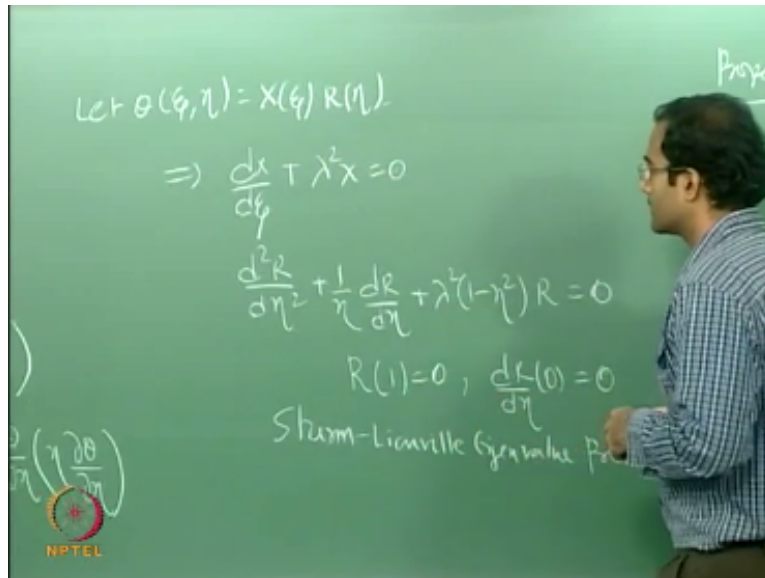 Let θ(ξ,η) = X(ξ) R(η).
⇒ dx/dξ + λ²x = 0
d²R/dη² + 1/η dR/dη + λ²(1-η²) R = 0
R(1) = 0 , dR/dη (0) = 0
Sturm-Liouville Eigenvalue
)
(η ∂θ/∂η)
NPTEL